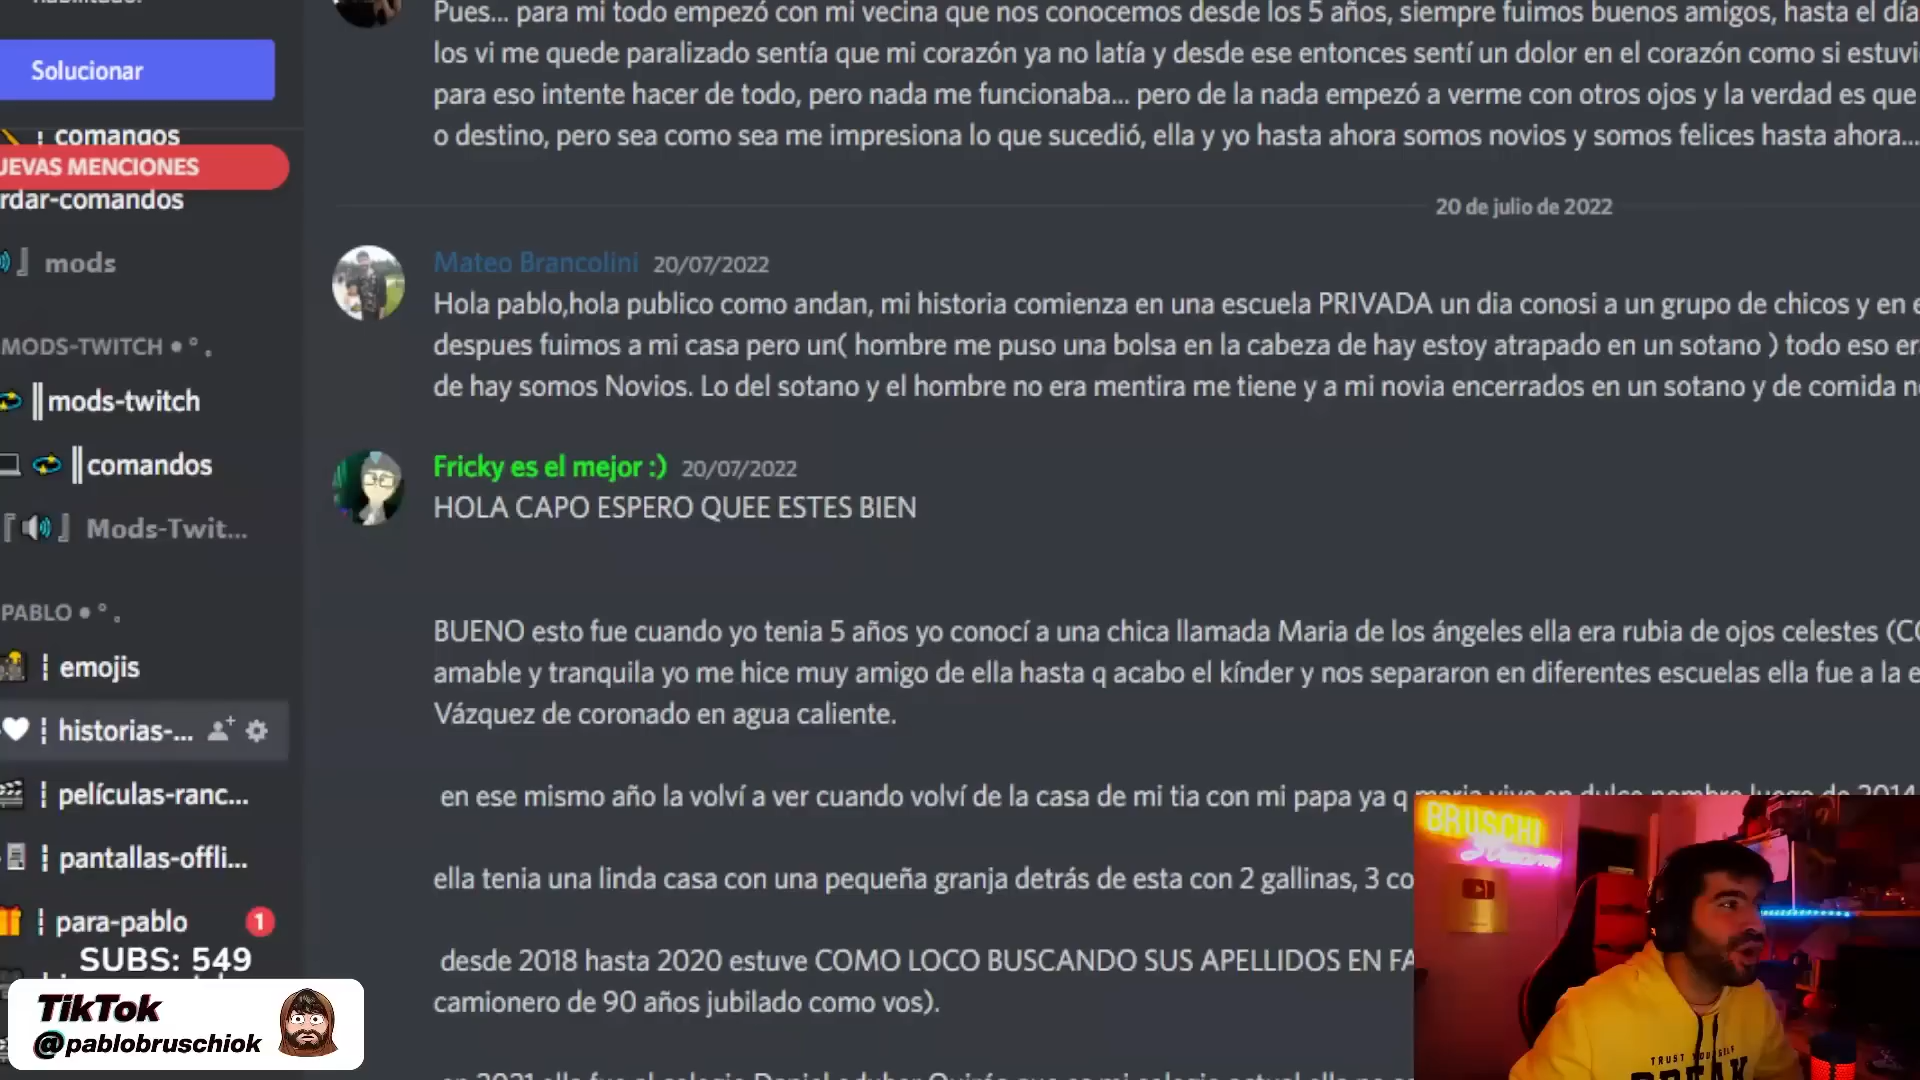 habilitado.
Solucionar
comandos
UEVAS MENCIONES
rdar-comandos
mods
MODS-TWITCH
mods-twitch
comandos
Mods-Twit...
PABLO
emojis
historias-...
películas-ranc...
pantallas-offli...
para-pablo 1
SUBS: 549
TikTok
@pablobruschiok
Pues... para mi todo empezó con mi vecina que nos conocemos desde los 5 años, siempre fuimos buenos amigos, hasta el día
los vi me quede paralizado sentía que mi corazón ya no latía y desde ese entonces sentí un dolor en el corazón como si estuvi
para eso intente hacer de todo, pero nada me funcionaba... pero de la nada empezó a verme con otros ojos y la verdad es que
o destino, pero sea como sea me impresiona lo que sucedió, ella y yo hasta ahora somos novios y somos felices hasta ahora...
20 de julio de 2022
Mateo Brancolini 20/07/2022
Hola pablo,hola publico como andan, mi historia comienza en una escuela PRIVADA un dia conosi a un grupo de chicos y en e
despues fuimos a mi casa pero un( hombre me puso una bolsa en la cabeza de hay estoy atrapado en un sotano ) todo eso er
de hay somos Novios. Lo del sotano y el hombre no era mentira me tiene y a mi novia encerrados en un sotano y de comida n
Fricky es el mejor :) 20/07/2022
HOLA CAPO ESPERO QUEE ESTES BIEN
BUENO esto fue cuando yo tenia 5 años yo conocí a una chica llamada Maria de los ángeles ella era rubia de ojos celestes (CO
amable y tranquila yo me hice muy amigo de ella hasta q acabo el kínder y nos separaron en diferentes escuelas ella fue a la e
Vázquez de coronado en agua caliente.
en ese mismo año la volví a ver cuando volví de la casa de mi tia con mi papa ya q maria vive en dulce nombre luego de 2014
ella tenia una linda casa con una pequeña granja detrás de esta con 2 gallinas, 3 co
desde 2018 hasta 2020 estuve COMO LOCO BUSCANDO SUS APELLIDOS EN FA
camionero de 90 años jubilado como vos).
BRUSCHI
TRUST YOURSELF